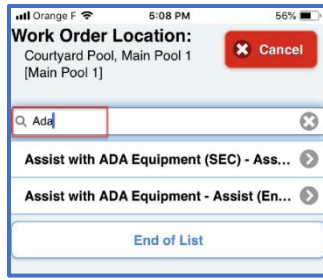 Orange F 5:08 PM 56%
Work Order Location:
Courtyard Pool, Main Pool 1
[Main Pool 1]
Cancel
Ada
Assist with ADA Equipment (SEC) - Ass...
Assist with ADA Equipment - Assist (En...
End of List